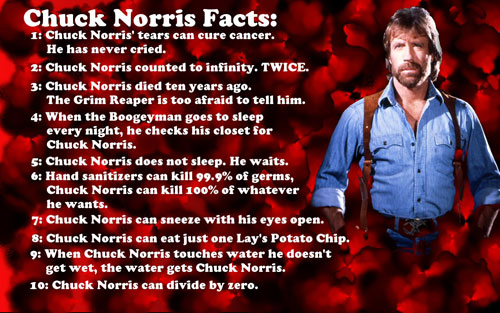 Chuck Norris Facts:
1: Chuck Norris' tears can cure cancer.
He has never cried.
2: Chuck Norris counted to infinity. TWICE.
3: Chuck Norris died ten years ago.
The Grim Reaper is too afraid to tell him.
4: When the Boogeyman goes to sleep
every night, he checks his closet for
Chuck Norris.
5: Chuck Norris does not sleep. He waits.
6: Hand sanitizers can kill 99.9% of germs,
Chuck Norris can kill 100% of whatever
he wants.
7: Chuck Norris can sneeze with his eyes open.
8: Chuck Norris can eat just one Lay's Potato Chip.
9: When Chuck Norris touches water he doesn't
get wet, the water gets Chuck Norris.
10: Chuck Norris can divide by zero.